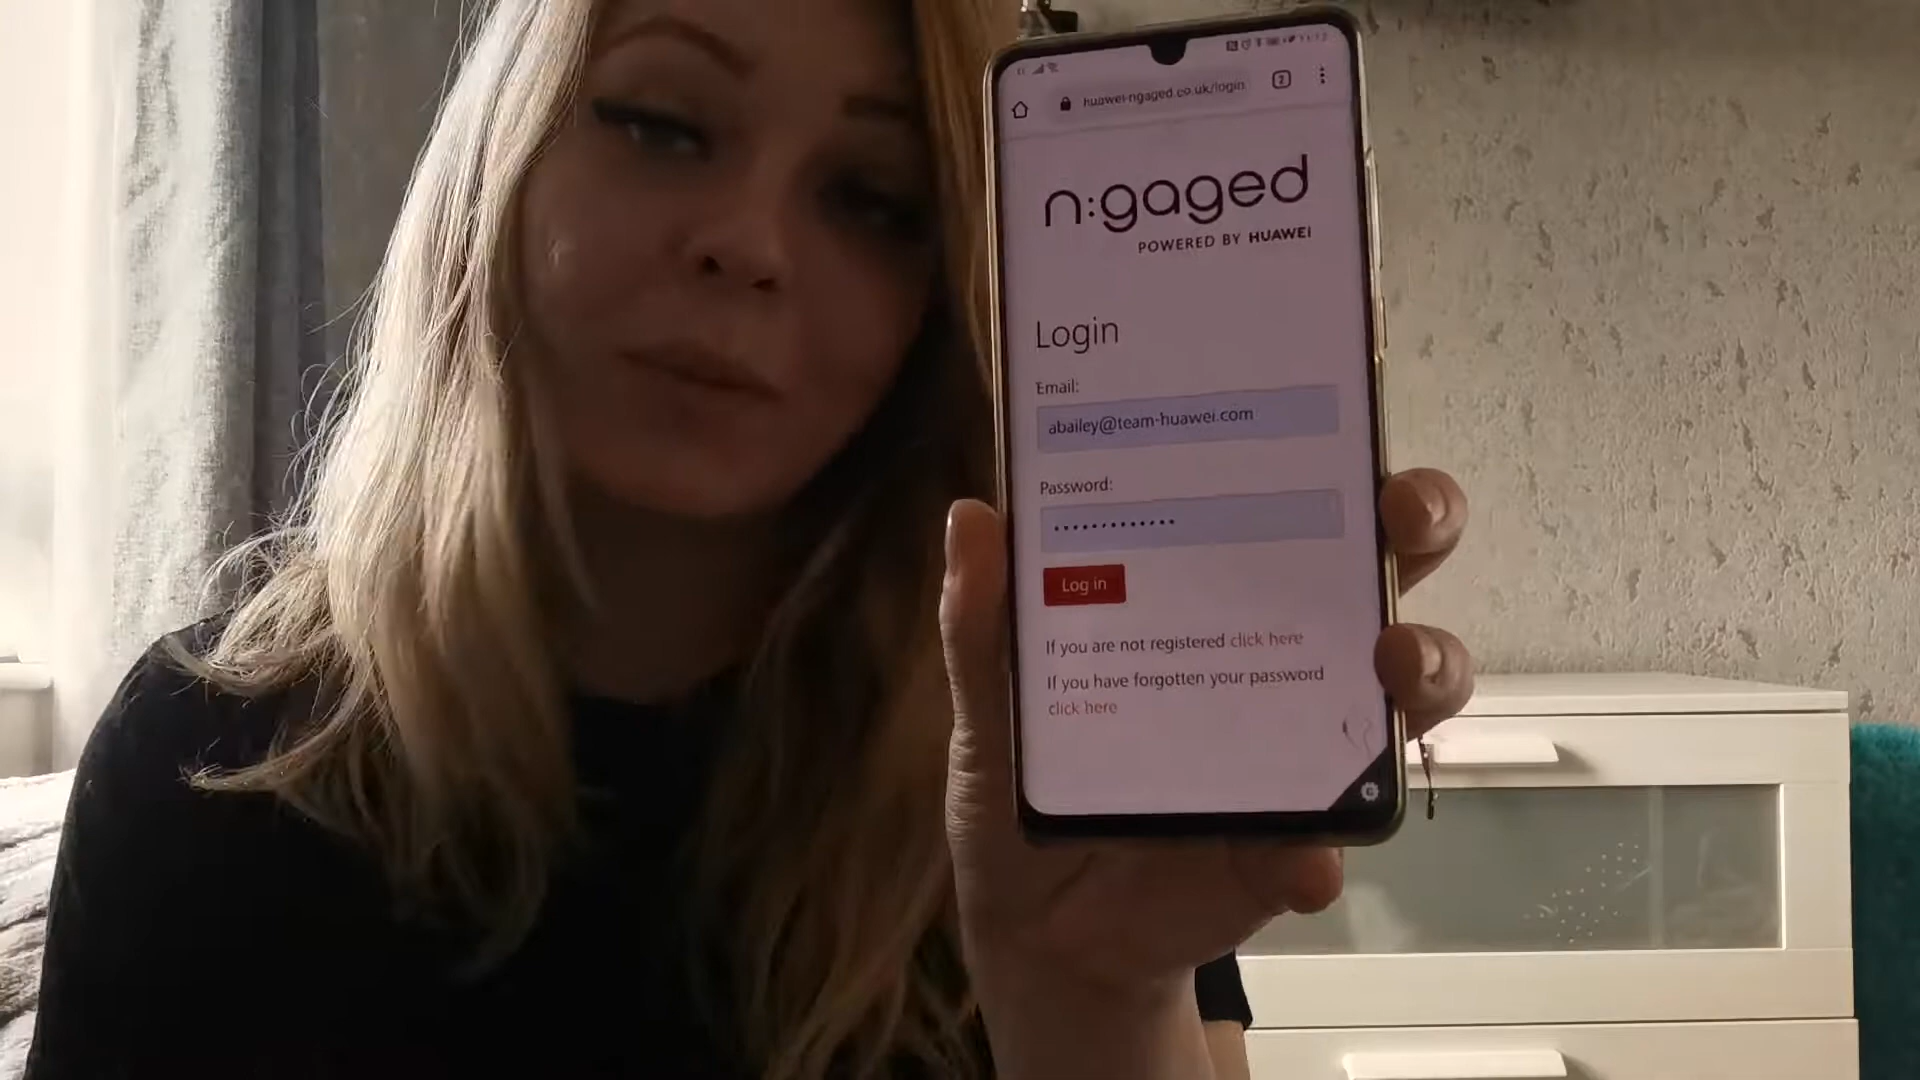 huawei-ngaged.co.uk/login
2
n:gaged
POWERED BY HUAWEI
Login
Email:
abailey@team-huawei.com
Password:
•••••••••••••
Log in
If you are not registered click here
If you have forgotten your password
click here